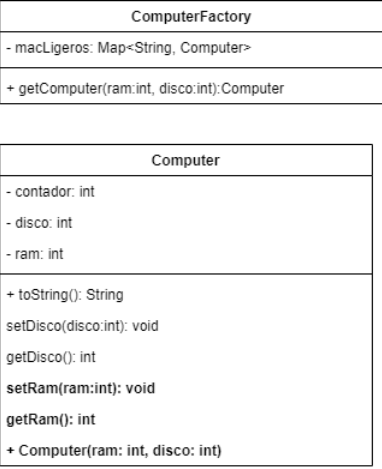 ComputerFactory
- macLigeros: Map<String, Computer>
+ getComputer(ram:int, disco:int):Computer
Computer
- contador: int
- disco: int
- ram: int
+ toString(): String
setDisco(disco:int): void
getDisco(): int
setRam(ram:int): void
getRam(): int
+ Computer(ram: int, disco: int)